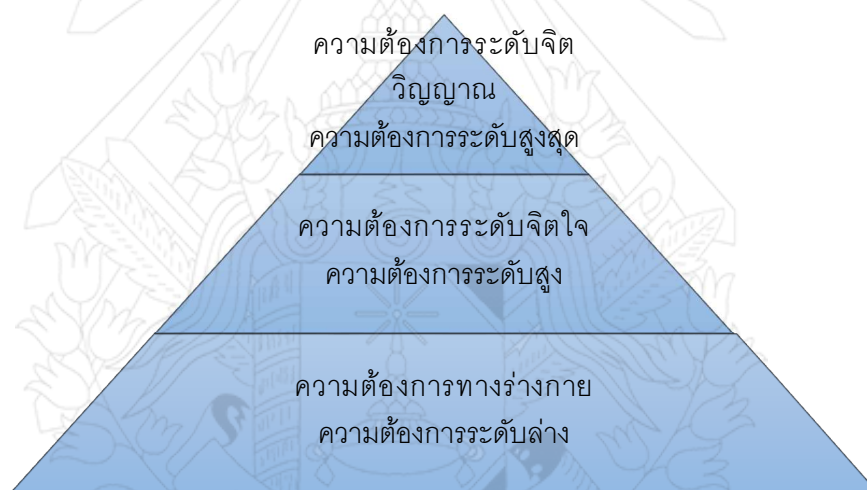 ความต้องการระดับจิต
วิญญาณ
ความต้องการระดับสูงสุด
ความต้องการระดับจิตใจ
ความต้องการระดับสูง
ความต้องการทางร่างกาย
ความต้องการระดับล่าง